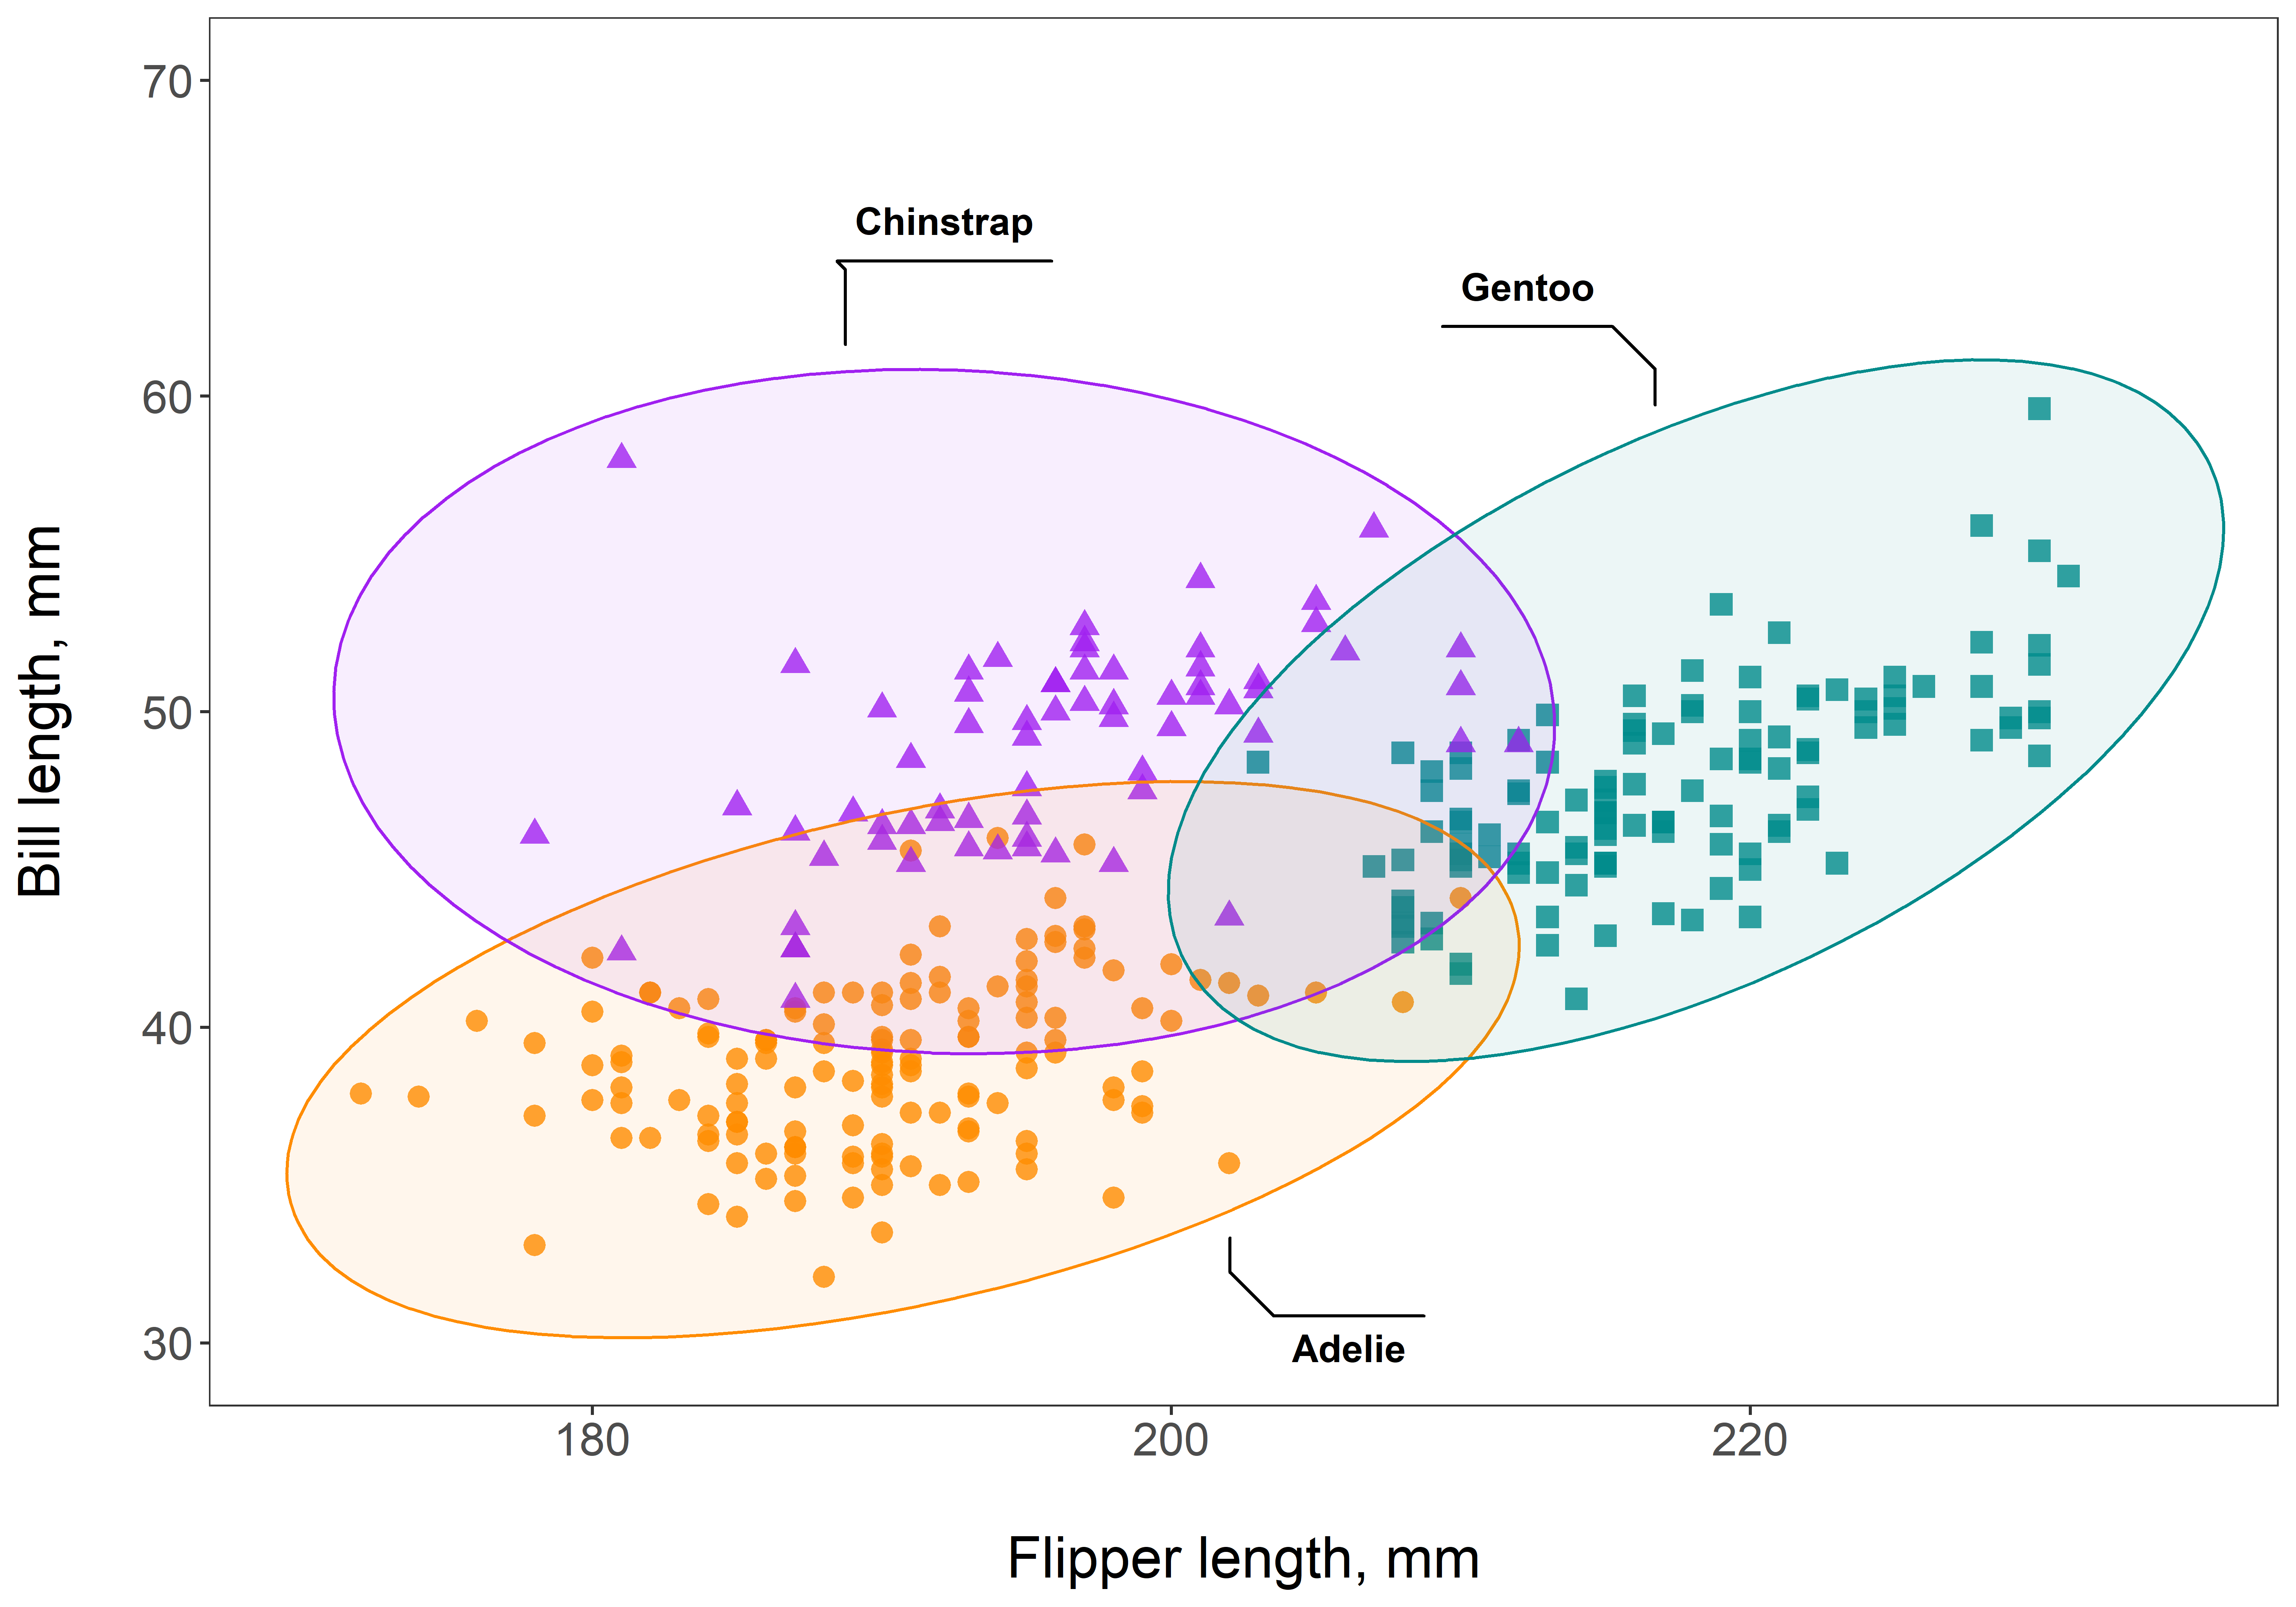 70
Chinstrap
Gentoo
60
Bill length, mm
50
40
30
Adelie
180
200
220
Flipper length, mm